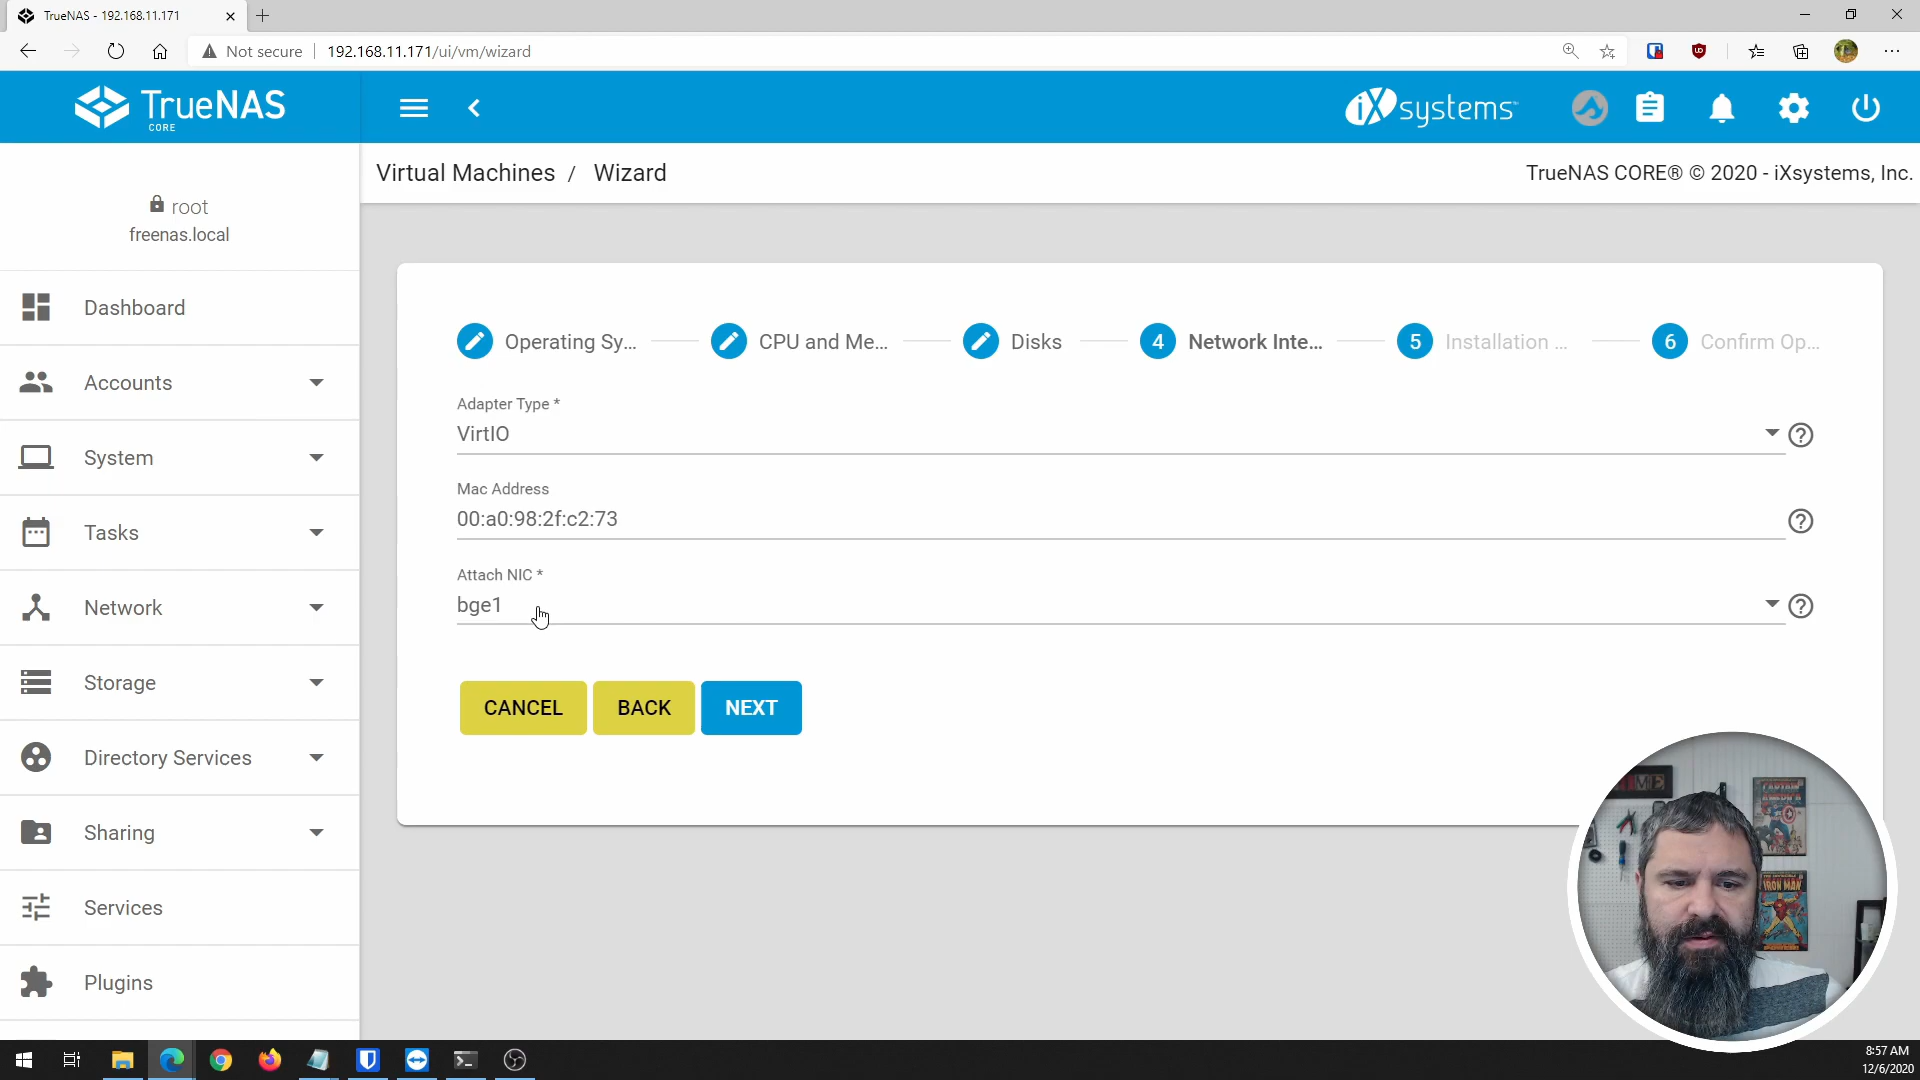 TrueNAS - 192.168.11.171
Not secure
192.168.11.171/ui/vm/wizard
TrueNAS
CORE
iXsystems
Virtual Machines / Wizard
TrueNAS CORE® © 2020 - iXsystems, Inc.
root
freenas.local
Dashboard
Accounts
System
Tasks
Network
Storage
Directory Services
Sharing
Services
Plugins
Operating Sy...
CPU and Me...
Disks
4 Network Inte...
5 Installation ...
6 Confirm Op...
Adapter Type *
VirtIO
Mac Address
00:a0:98:2f:c2:73
Attach NIC *
bge1
CANCEL
BACK
NEXT
CAPTAIN
AMERICA
IRON MAN
8:57 AM
12/6/2020